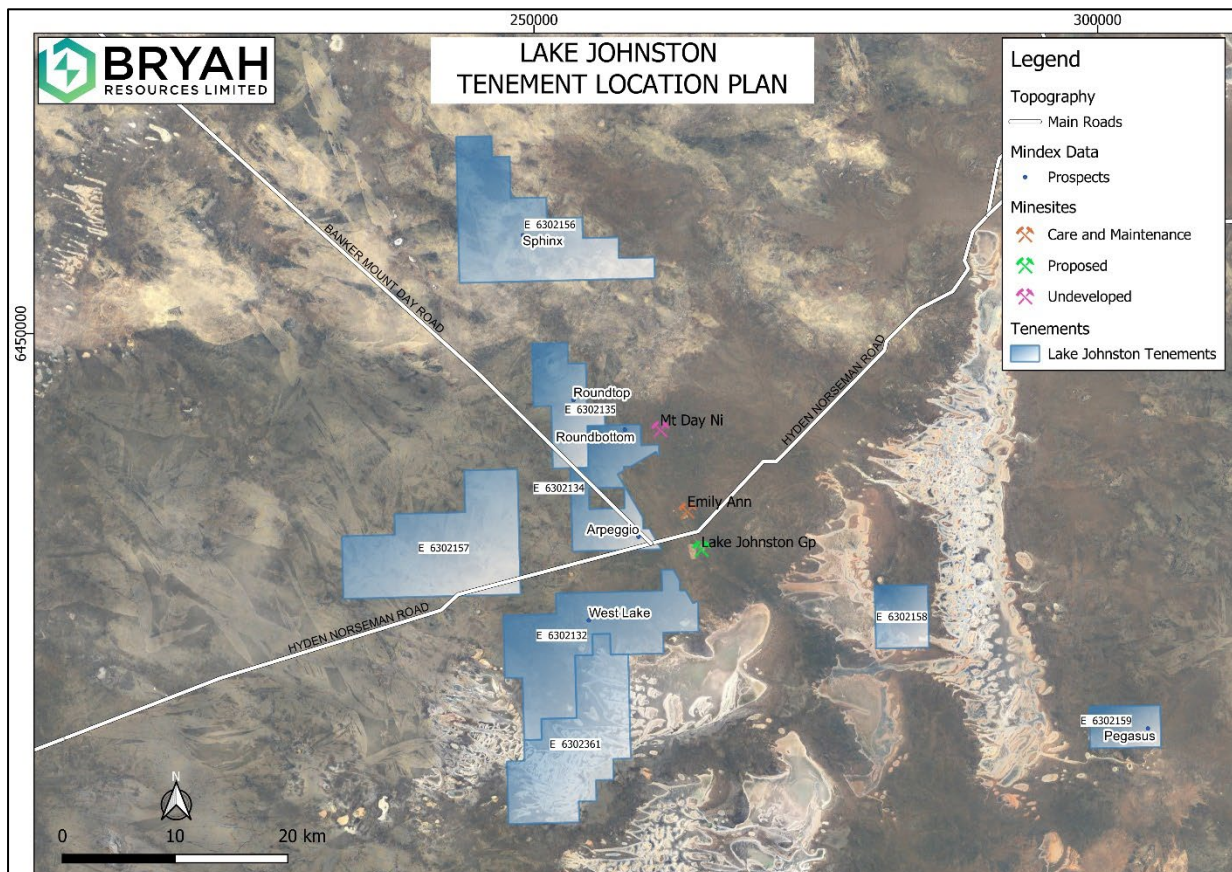 250000
300000
6450000
BRYAH
RESOURCES LIMITED
LAKE JOHNSTON
TENEMENT LOCATION PLAN
Legend
Topography
Main Roads
Mindex Data
Prospects
Minesites
Care and Maintenance
Proposed
Undeveloped
Tenements
Lake Johnston Tenements
BANKER MOUNT DAY ROAD
E 6302156
Sphinx
HYDEN NORSEMAN ROAD
Roundtop
E 6302135
Mt Day Ni
Roundbottom
E 6302134
Emily Ann
Arpeggio
Lake Johnston Gp
E 6302157
HYDEN NORSEMAN ROAD
West Lake
E 6302132
E 6302158
E 6302361
E 6302159
Pegasus
N
0 10 20 km